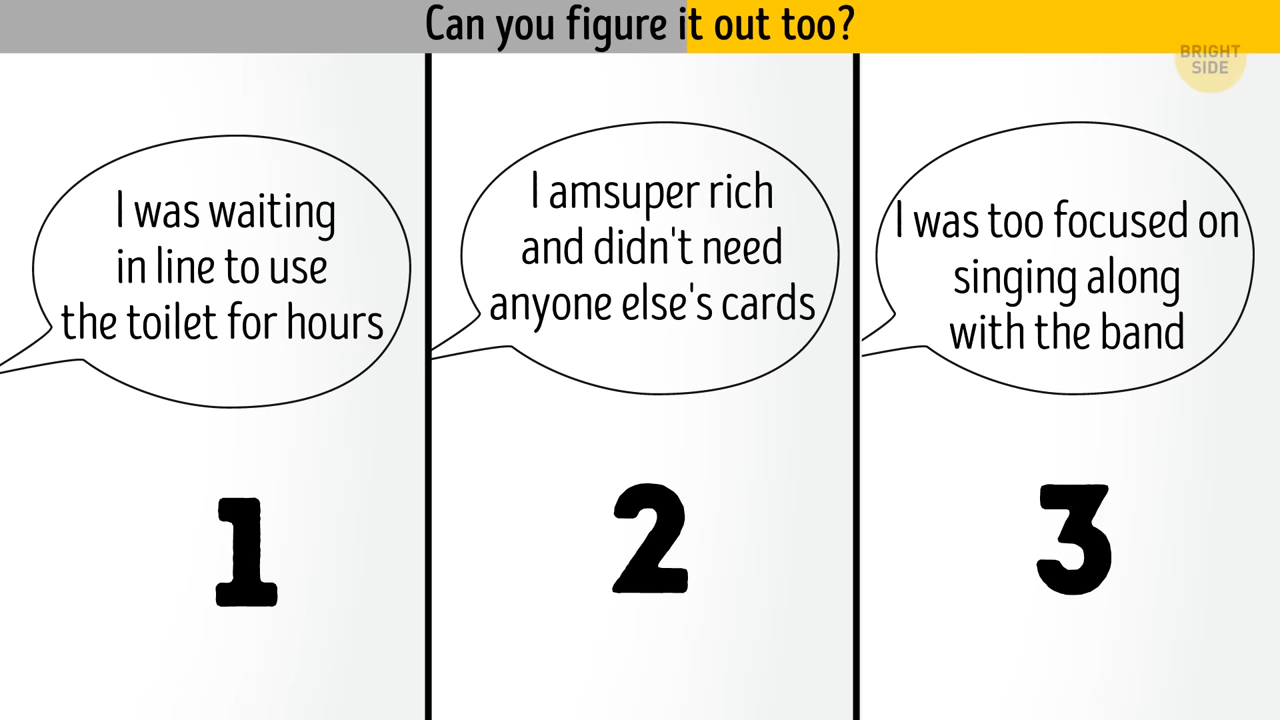 Can you figure it out too?
BRIGHT
SIDE
I was waiting
in line to use
the toilet for hours
I amsuper rich
and didn't need
anyone else's cards
I was too focused on
singing along
with the band
1
2
3